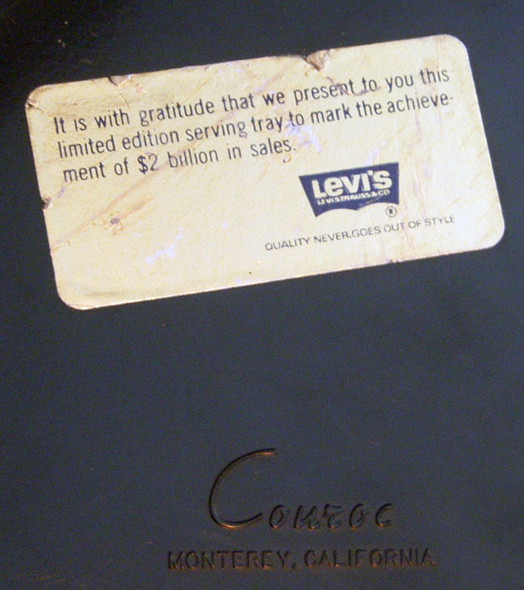 It is with gratitude that we present to you this
limited edition serving tray to mark the achieve-
ment of $2 billion in sales.
LEVI'S
LEVI STRAUSS & CO
®
QUALITY NEVER GOES OUT OF STYLE
Couroc
MONTEREY, CALIFORNIA